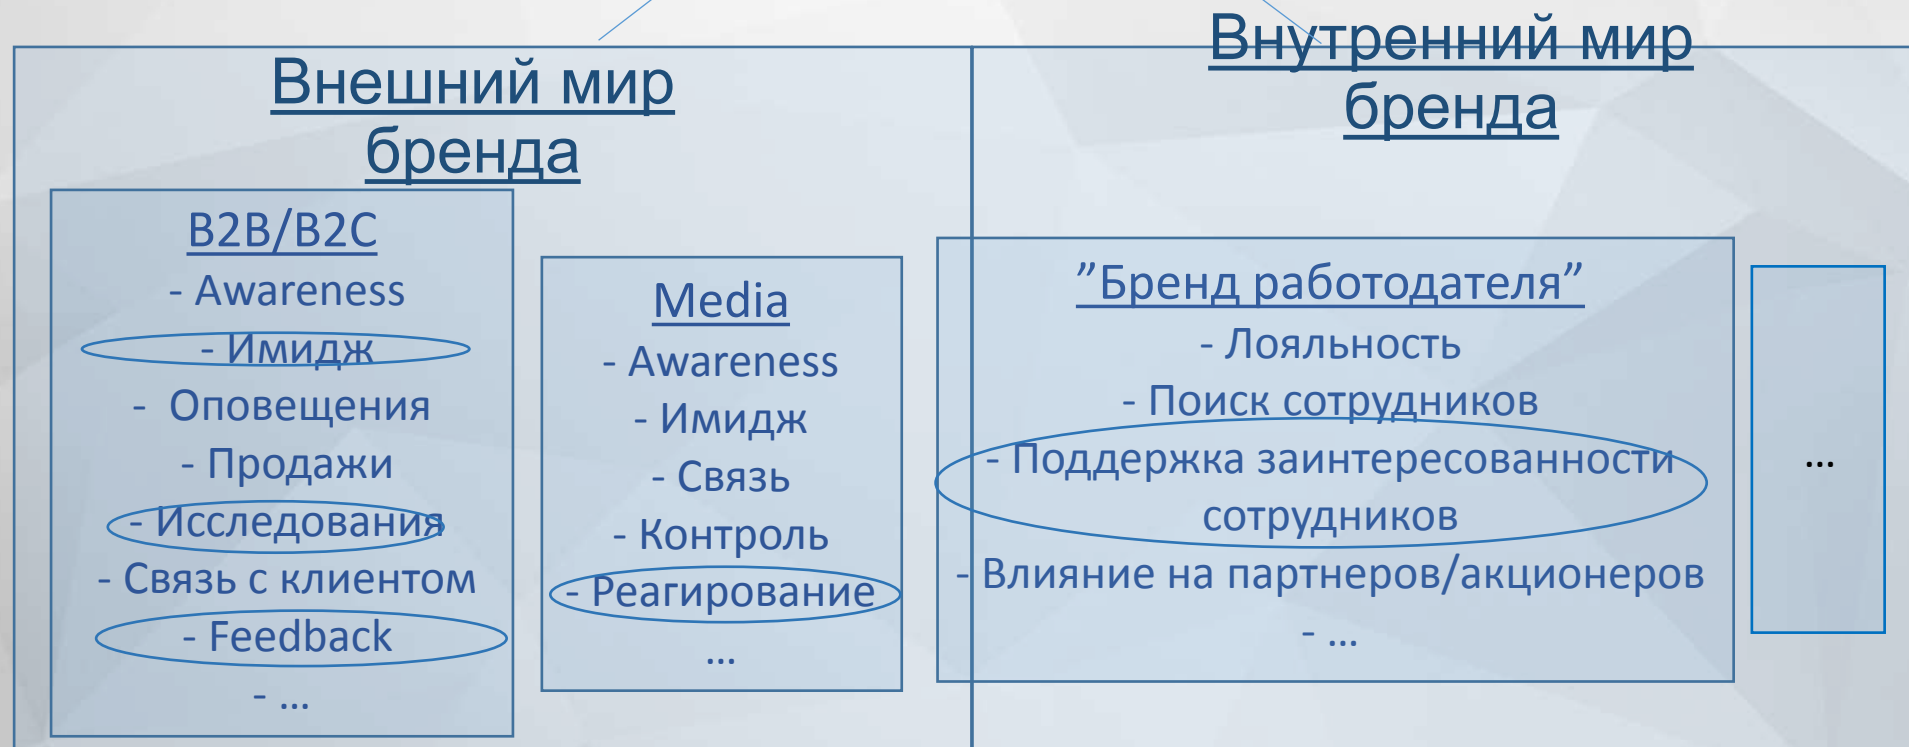 Внешний мир
бренда
B2B/B2C
- Awareness
- Имидж
- Оповещения
- Продажи
- Исследования
- Связь с клиентом
- Feedback
- ...
Media
- Awareness
- Имидж
- Связь
- Контроль
- Реагирование
...
Внутренний мир
бренда
”Бренд работодателя”
- Лояльность
- Поиск сотрудников
- Поддержка заинтересованности
сотрудников
- Влияние на партнеров/акционеров
- ...
...